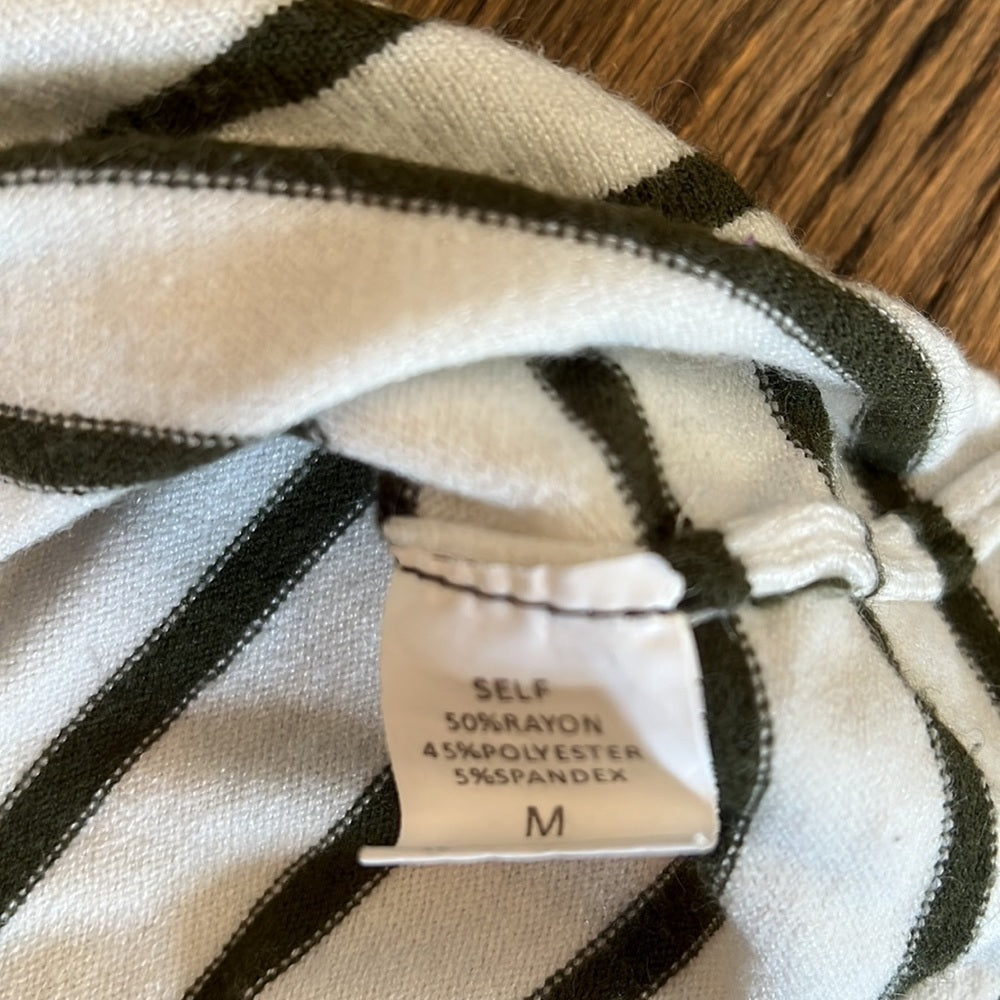 SELF
50%RAYON
45%POLYESTER
5%SPANDEX
M